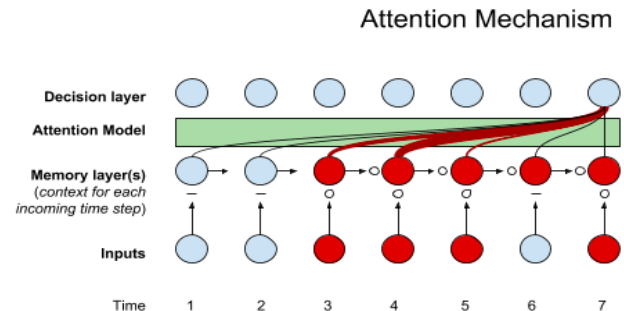 Attention Mechanism
Decision layer
Attention Model
Memory layer(s)
(context for each
incoming time step)
Inputs
Time 1 2 3 4 5 6 7